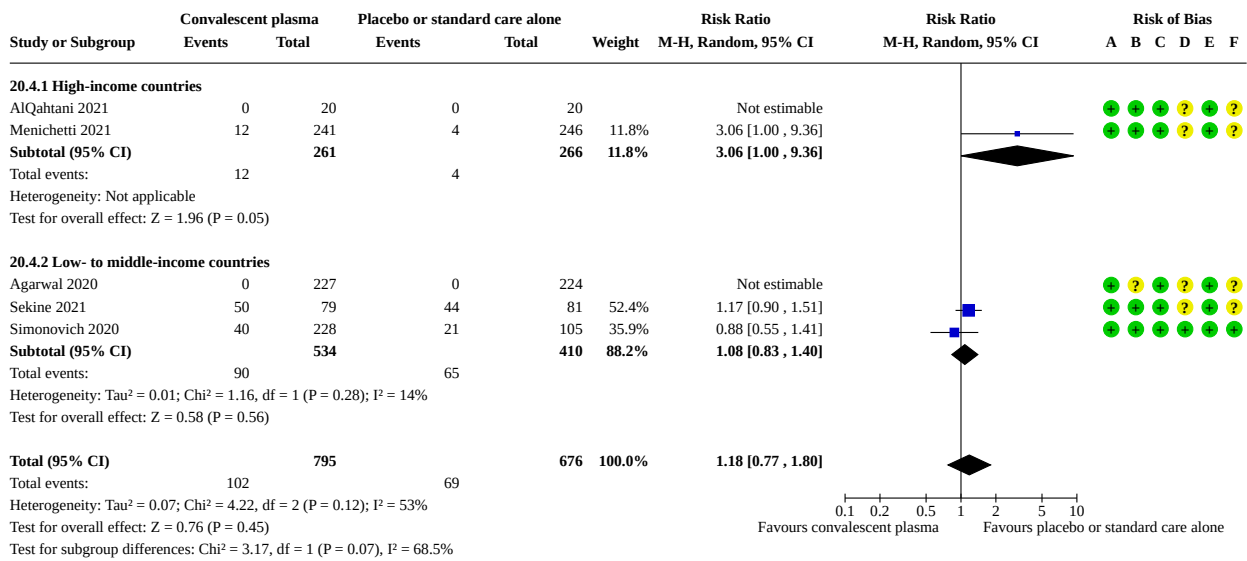 Convalescent plasma Placebo or standard care alone Risk Ratio Risk Ratio Risk of Bias
Study or Subgroup Events Total Events Total Weight M-H, Random, 95% CI M-H, Random, 95% CI A B C D E F
20.4.1 High-income countries
AlQahtani 2021 0 20 0 20 Not estimable + + + ? + ?
Menichetti 2021 12 241 4 246 11.8% 3.06 [1.00 , 9.36] + + + ? + ?
Subtotal (95% CI) 261 266 11.8% 3.06 [1.00 , 9.36]
Total events: 12 4
Heterogeneity: Not applicable
Test for overall effect: Z = 1.96 (P = 0.05)
20.4.2 Low- to middle-income countries
Agarwal 2020 0 227 0 224 Not estimable + ? + ? + ?
Sekine 2021 50 79 44 81 52.4% 1.17 [0.90 , 1.51] + + + ? + ?
Simonovich 2020 40 228 21 105 35.9% 0.88 [0.55 , 1.41] + + + + + +
Subtotal (95% CI) 534 410 88.2% 1.08 [0.83 , 1.40]
Total events: 90 65
Heterogeneity: Tau² = 0.01; Chi² = 1.16, df = 1 (P = 0.28); I² = 14%
Test for overall effect: Z = 0.58 (P = 0.56)
Total (95% CI) 795 676 100.0% 1.18 [0.77 , 1.80]
Total events: 102 69
Heterogeneity: Tau² = 0.07; Chi² = 4.22, df = 2 (P = 0.12); I² = 53%
0.1 0.2 0.5 1 2 5 10
Test for overall effect: Z = 0.76 (P = 0.45) Favours convalescent plasma Favours placebo or standard care alone
Test for subgroup differences: Chi² = 3.17, df = 1 (P = 0.07), I² = 68.5%